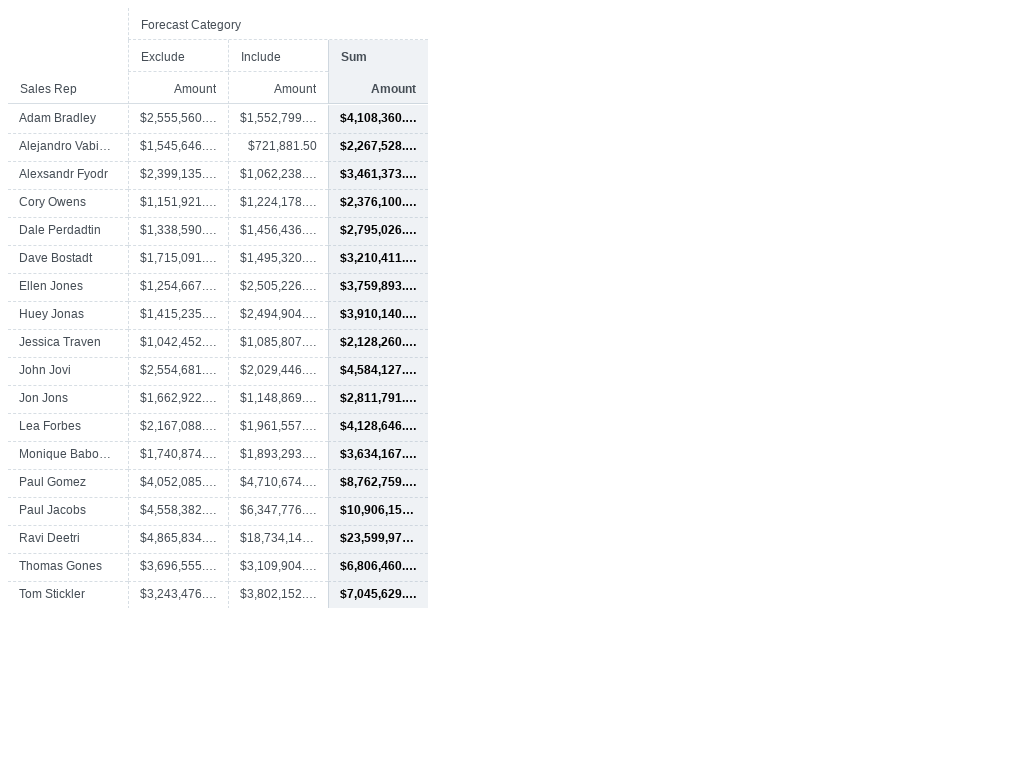 Forecast Category
Exclude Include Sum
Sales Rep Amount Amount Amount
Adam Bradley $2,555,560.… $1,552,799.… $4,108,360.…
Alejandro Vabi… $1,545,646.… $721,881.50 $2,267,528.…
Alexsandr Fyodr $2,399,135.… $1,062,238.… $3,461,373.…
Cory Owens $1,151,921.… $1,224,178.… $2,376,100.…
Dale Perdadtin $1,338,590.… $1,456,436.… $2,795,026.…
Dave Bostadt $1,715,091.… $1,495,320.… $3,210,411.…
Ellen Jones $1,254,667.… $2,505,226.… $3,759,893.…
Huey Jonas $1,415,235.… $2,494,904.… $3,910,140.…
Jessica Traven $1,042,452.… $1,085,807.… $2,128,260.…
John Jovi $2,554,681.… $2,029,446.… $4,584,127.…
Jon Jons $1,662,922.… $1,148,869.… $2,811,791.…
Lea Forbes $2,167,088.… $1,961,557.… $4,128,646.…
Monique Babo… $1,740,874.… $1,893,293.… $3,634,167.…
Paul Gomez $4,052,085.… $4,710,674.… $8,762,759.…
Paul Jacobs $4,558,382.… $6,347,776.… $10,906,15…
Ravi Deetri $4,865,834.… $18,734,14… $23,599,97…
Thomas Gones $3,696,555.… $3,109,904.… $6,806,460.…
Tom Stickler $3,243,476.… $3,802,152.… $7,045,629.…